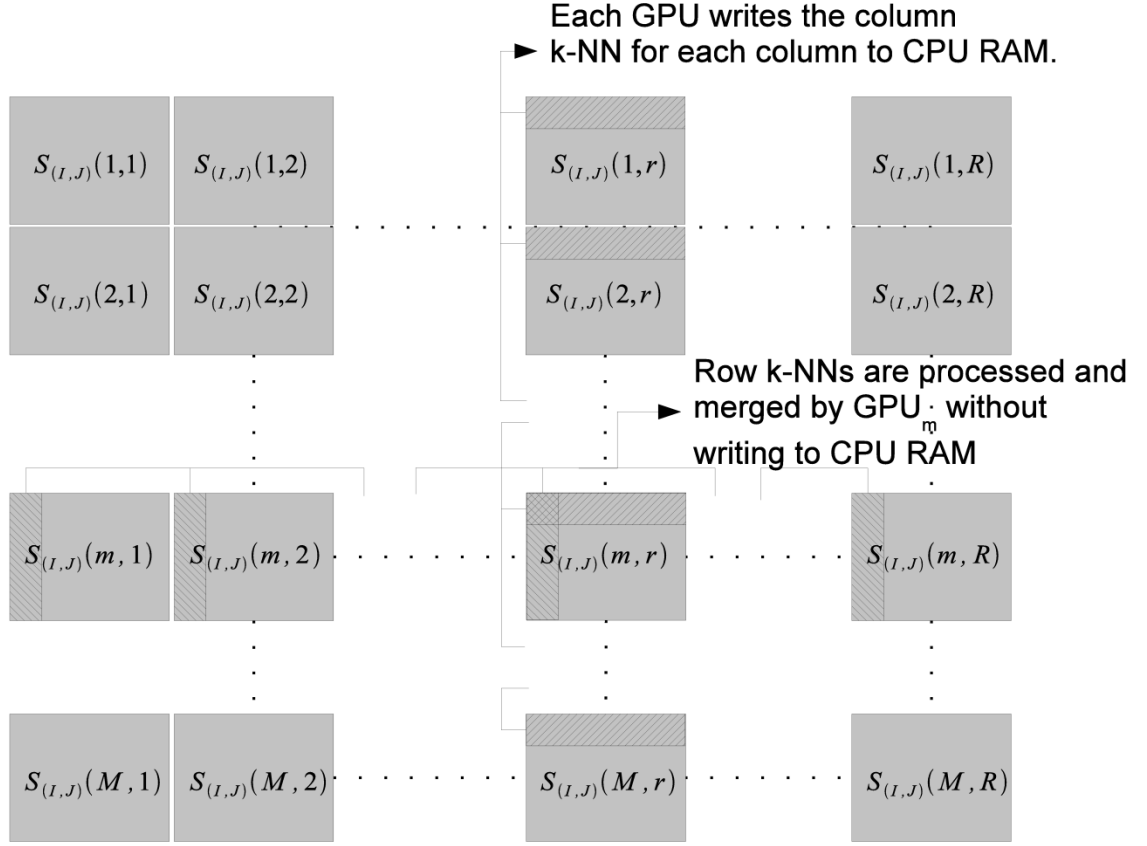 Each GPU writes the column
k-NN for each column to CPU RAM.
S(I,J)(1,1) S(I,J)(1,2) S(I,J)(1,r) S(I,J)(1,R)
S(I,J)(2,1) S(I,J)(2,2) S(I,J)(2,r) S(I,J)(2,R)
Row k-NNs are processed and
merged by GPUm without
writing to CPU RAM
S(I,J)(m,1) S(I,J)(m,2) S(I,J)(m,r) S(I,J)(m,R)
S(I,J)(M,1) S(I,J)(M,2) S(I,J)(M,r) S(I,J)(M,R)